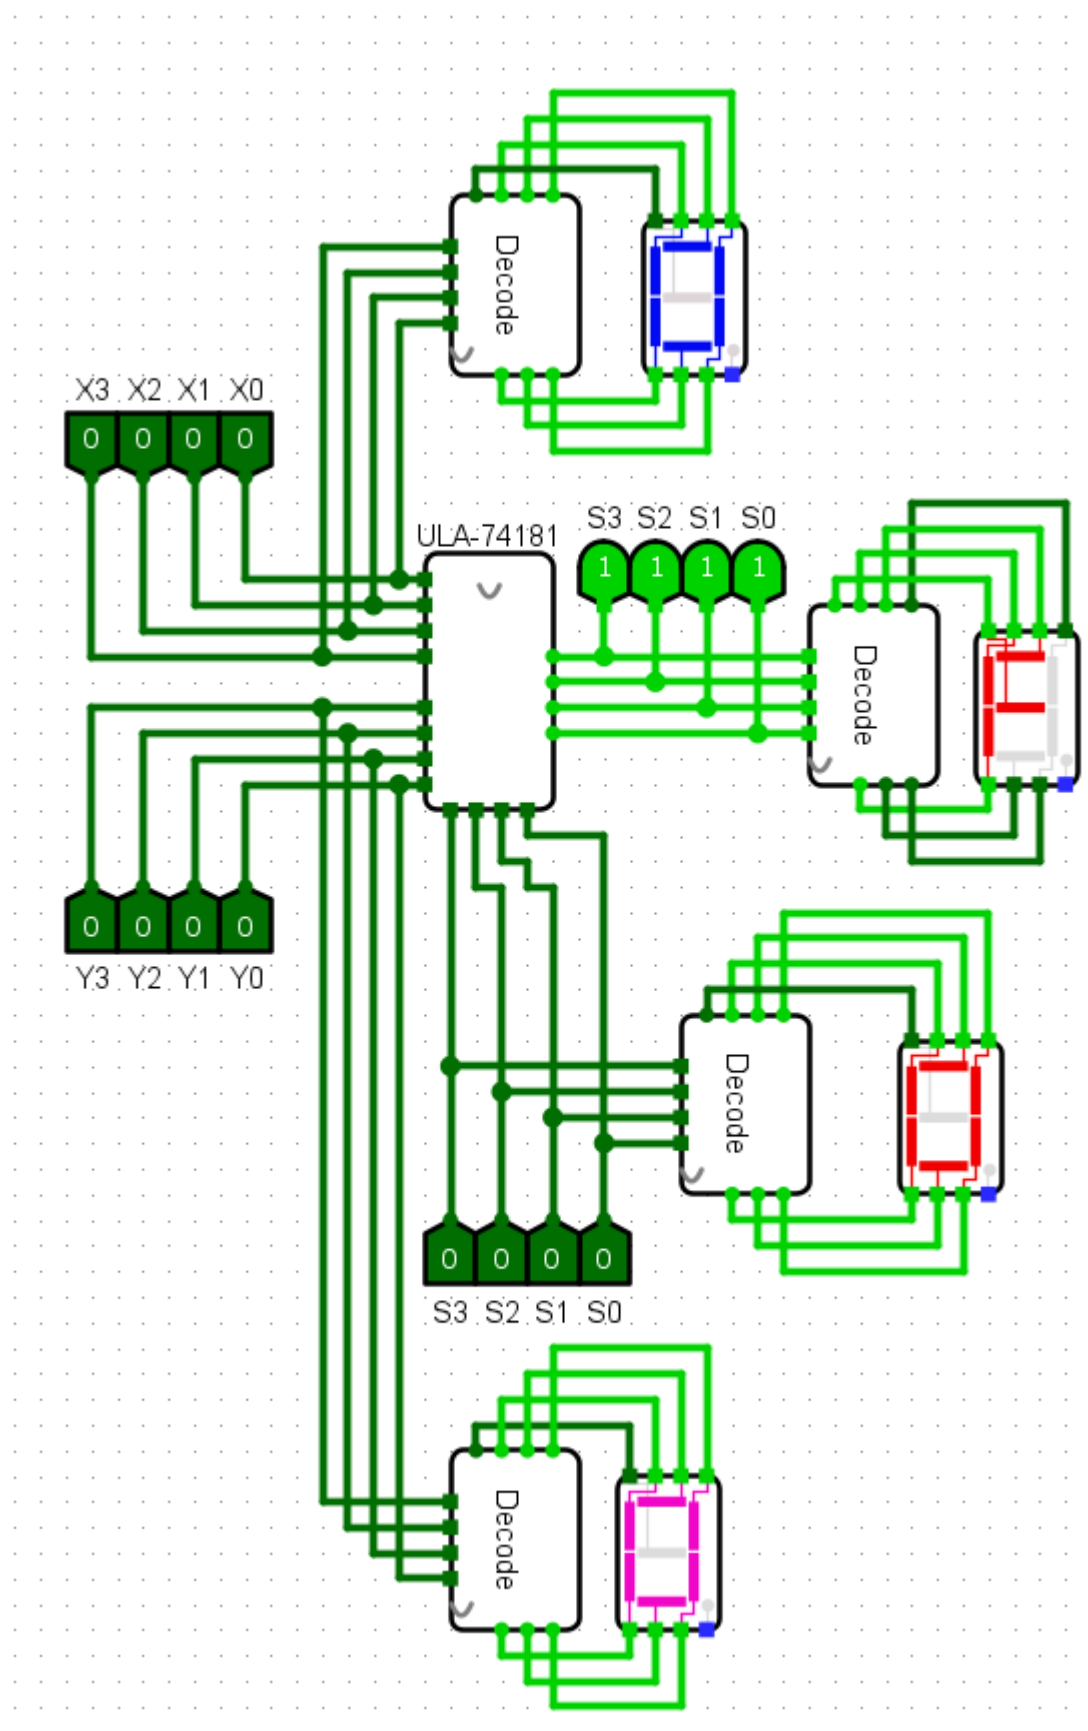 Decode
X3 X2 X1 X0
0 0 0 0
S3 S2 S1 S0
ULA-74181
1 1 1 1
Decode
0 0 0 0
Y3 Y2 Y1 Y0
Decode
0 0 0 0
S3 S2 S1 S0
Decode